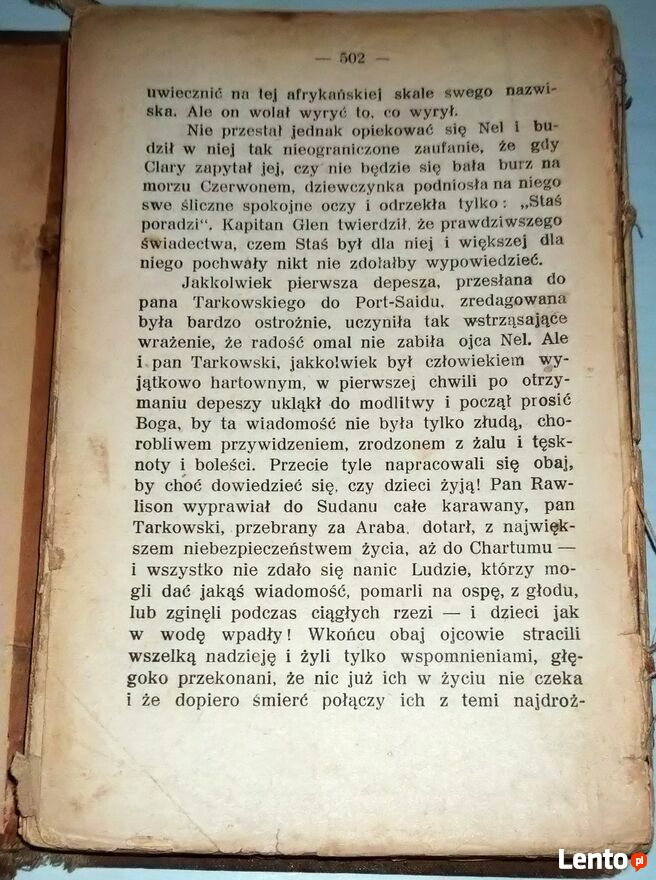 — 502 —
uwiecznić na tej afrykańskiej skale swego nazwi-
ska. Ale on wolał wyryć to, co wyrył.
Nie przestał jednak opiekować się Nel i bu-
dził w niej tak nieograniczone zaufanie, że gdy
Clary zapytał jej, czy nie będzie się bała burz na
morzu Czerwonem, dziewczynka podniosła na niego
swe śliczne spokojne oczy i odrzekła tylko: „Staś
poradzi“. Kapitan Glen twierdził, że prawdziwszego
świadectwa, czem Staś był dla niej i większej dla
niego pochwały nikt nie zdołałby wypowiedzieć.
Jakkolwiek pierwsza depesza, przesłana do
pana Tarkowskiego do Port-Saidu, zredagowana
była bardzo ostrożnie, uczyniła tak wstrząsające
wrażenie, że radość omal nie zabiła ojca Nel. Ale
i pan Tarkowski, jakkolwiek był człowiekiem wy-
jątkowo hartownym, w pierwszej chwili po otrzy-
maniu depeszy ukląkł do modlitwy i począł prosić
Boga, by ta wiadomość nie była tylko złudą, cho-
robliwem przywidzeniem, zrodzonem z żalu i tęsk-
noty i boleści. Przecie tyle napracowali się obaj,
by choć dowiedzieć się, czy dzieci żyją! Pan Raw-
lison wyprawiał do Sudanu całe karawany, pan
Tarkowski, przebrany za Araba, dotarł, z najwięk-
szem niebezpieczeństwem życia, aż do Chartumu —
i wszystko nie zdało się nanic Ludzie, którzy mo-
gli dać jakąś wiadomość, pomarli na ospę, z głodu,
lub zginęli podczas ciągłych rzezi — i dzieci jak
w wodę wpadły! Wkońcu obaj ojcowie stracili
wszelką nadzieję i żyli tylko wspomnieniami, głę-
goko przekonani, że nic już ich w życiu nie czeka
i że dopiero śmierć połączy ich z temi najdroż-
Lento pl